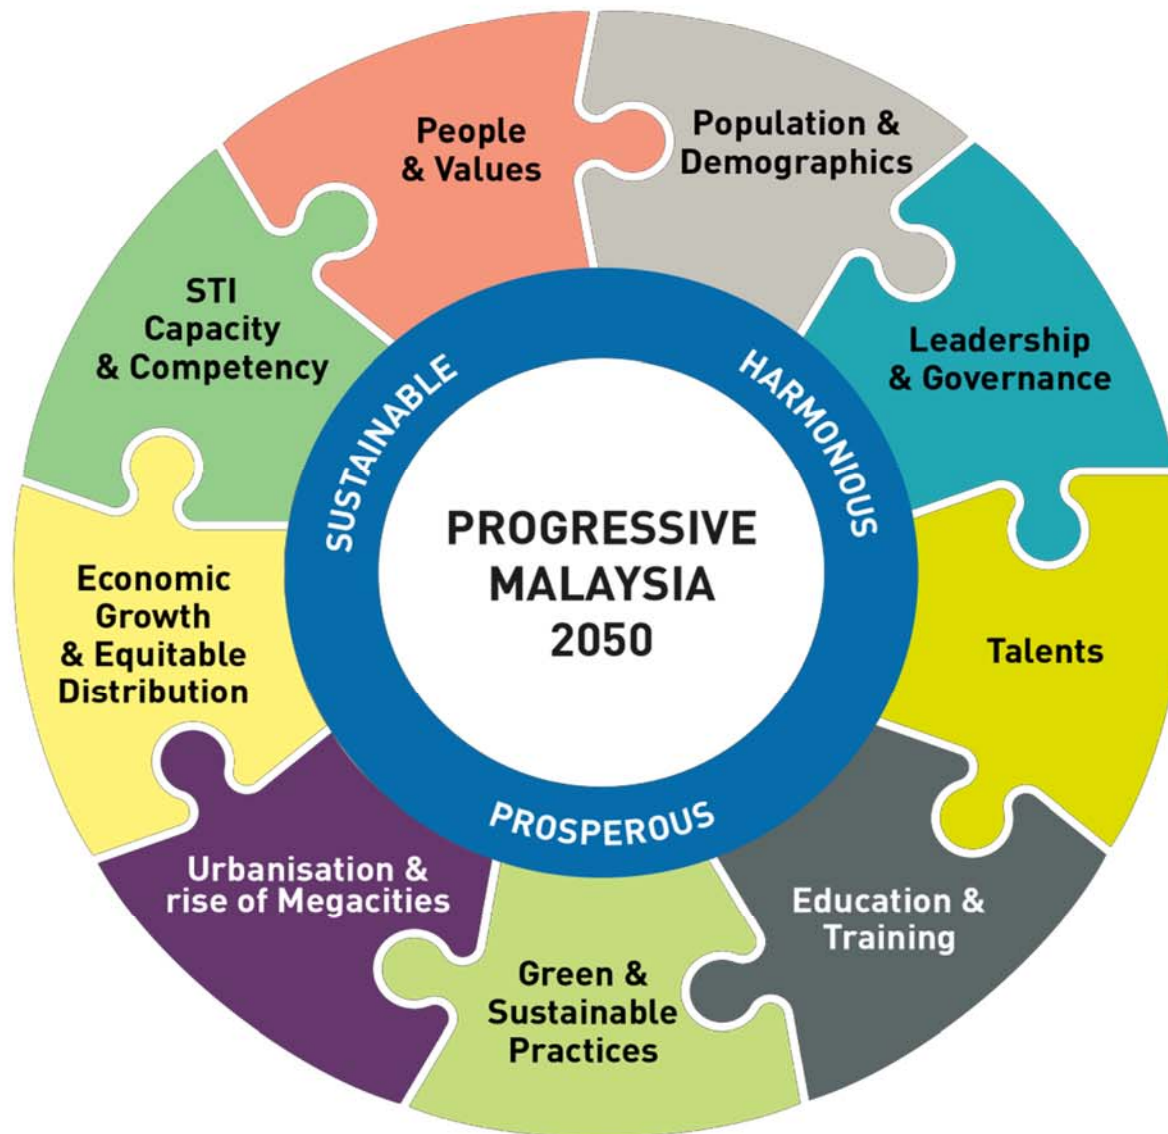 People
& Values
Population &
Demographics
Leadership
& Governance
Talents
Education &
Training
Green &
Sustainable
Practices
Urbanisation &
rise of Megacities
Economic
Growth
& Equitable
Distribution
STI
Capacity
& Competency
SUSTAINABLE
HARMONIOUS
PROSPEROUS
PROGRESSIVE
MALAYSIA
2050